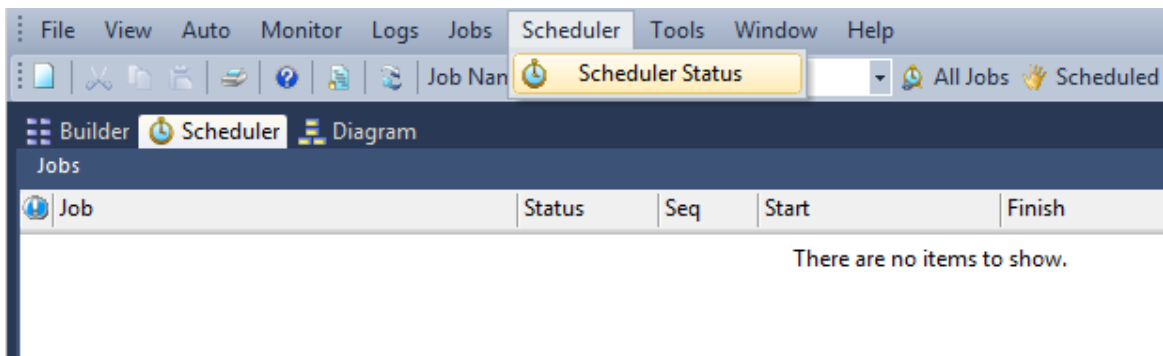 File View Auto Monitor Logs Jobs Scheduler Tools Window Help
Job Nan Scheduler Status All Jobs Scheduled
Builder Scheduler Diagram
Jobs
Job Status Seq Start Finish
There are no items to show.